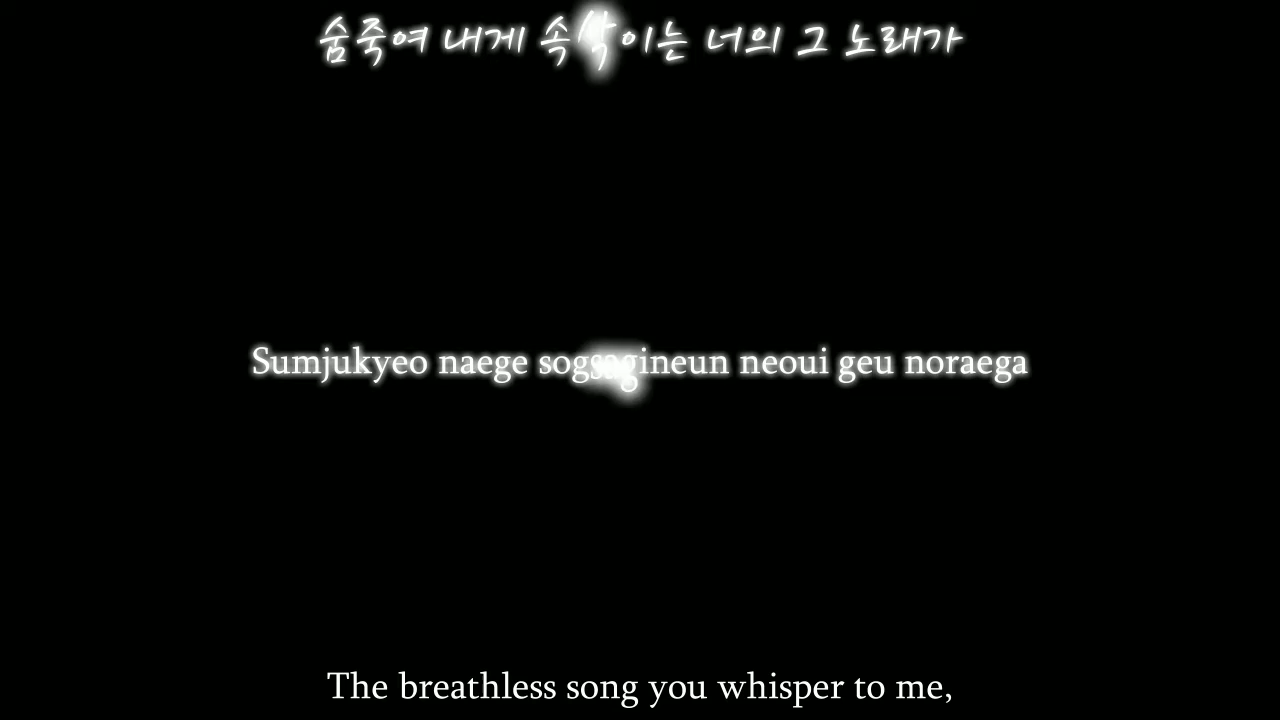 숨죽여 내게 속삭이는 너의 그 노래가
Sumjukyeo naege sogsagineun neoui geu noraega
The breathless song you whisper to me,